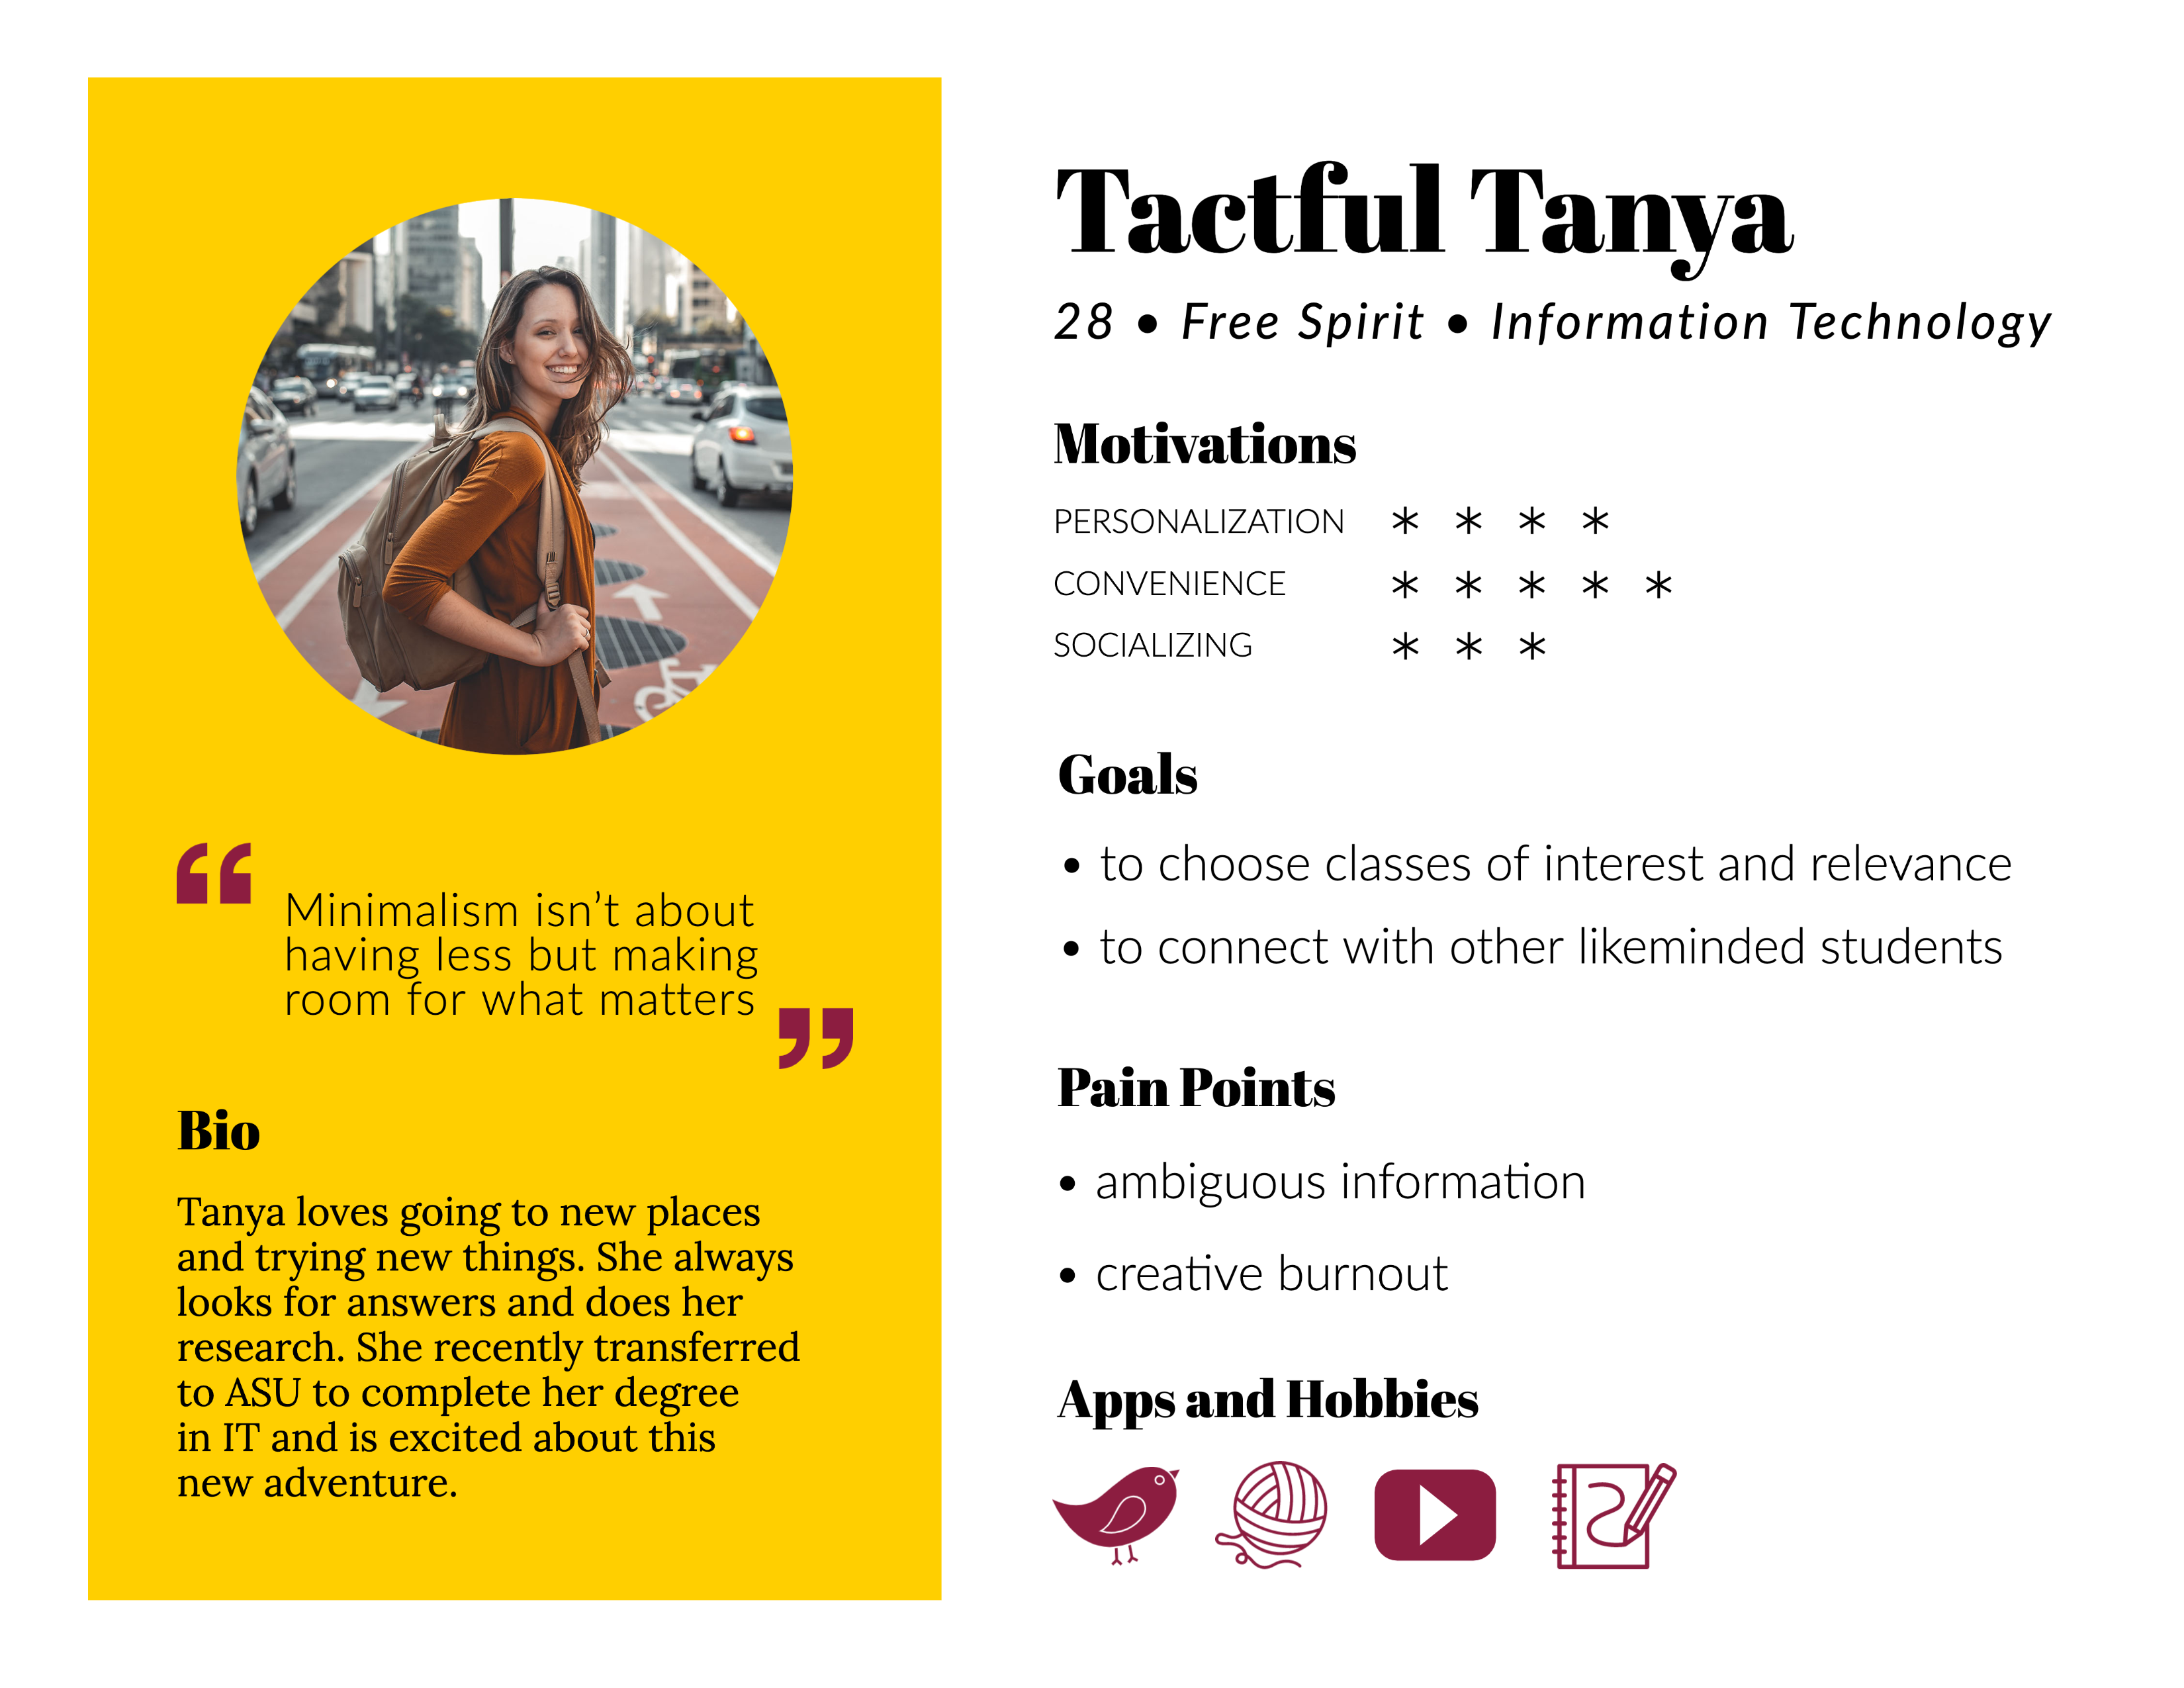 Tactful Tanya
28 • Free Spirit • Information Technology
“
Minimalism isn’t about
having less but making
room for what matters
”
Bio
Tanya loves going to new places
and trying new things. She always
looks for answers and does her
research. She recently transferred
to ASU to complete her degree
in IT and is excited about this
new adventure.
Motivations
PERSONALIZATION * * * *
CONVENIENCE * * * * *
SOCIALIZING * * *
Goals
• to choose classes of interest and relevance
• to connect with other likeminded students
Pain Points
• ambiguous information
• creative burnout
Apps and Hobbies